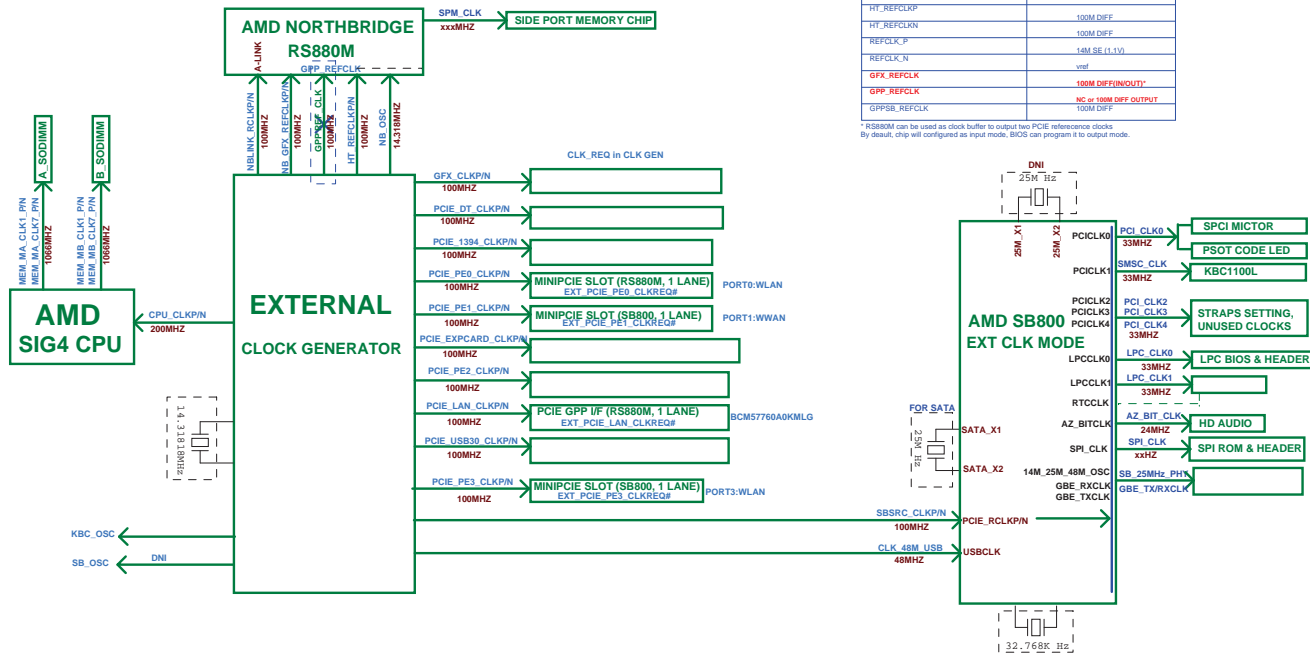 AMD NORTHBRIDGE
RS880M
A-LINK
GPP_REFCLK
SPM_CLK
xxxMHZ
SIDE PORT MEMORY CHIP
HT_REFCLKP
100M DIFF
HT_REFCLKN
100M DIFF
REFCLK_P
14M SE (1.1V)
REFCLK_N
vref
GFX_REFCLK
100M DIFF(IN/OUT)*
GPP_REFCLK
NC or 100M DIFF OUTPUT
GPPSB_REFCLK
100M DIFF
* RS880M can be used as clock buffer to output two PCIE referecence clocks
By deault, chip will configured as input mode, BIOS can program it to output mode.
NBLINK_RCLKP/N
100MHZ
NB_GFX_REFCLKP/N
100MHZ
GPP_REF_CLK
100MHZ
HT_REFCLKP/N
100MHZ
NB_OSC
14.318MHZ
A_SODIMM
B_SODIMM
MEM_MA_CLK1_P/N
MEM_MA_CLK7_P/N
1066MHZ
MEM_MB_CLK1_P/N
MEM_MB_CLK7_P/N
1066MHZ
AMD
SIG4 CPU
CPU_CLKP/N
200MHZ
EXTERNAL
CLOCK GENERATOR
14.31818MHz
KBC_OSC
SB_OSC
DNI
CLK_REQ in CLK GEN
GFX_CLKP/N
100MHZ
PCIE_DT_CLKP/N
100MHZ
PCIE_1394_CLKP/N
100MHZ
PCIE_PE0_CLKP/N
100MHZ
MINIPCIE SLOT (RS880M, 1 LANE)
EXT_PCIE_PE0_CLKREQ#
PORT0:WLAN
PCIE_PE1_CLKP/N
100MHZ
MINIPCIE SLOT (SB800, 1 LANE)
EXT_PCIE_PE1_CLKREQ#
PORT1:WWAN
PCIE_EXPCARD_CLKP/N
100MHZ
PCIE_PE2_CLKP/N
100MHZ
PCIE_LAN_CLKP/N
100MHZ
PCIE GPP I/F (RS880M, 1 LANE)
EXT_PCIE_LAN_CLKREQ#
BCM57760A0KMLG
PCIE_USB30_CLKP/N
100MHZ
PCIE_PE3_CLKP/N
100MHZ
MINIPCIE SLOT (SB800, 1 LANE)
EXT_PCIE_PE3_CLKREQ#
PORT3:WLAN
SBSRC_CLKP/N
100MHZ
CLK_48M_USB
48MHZ
DNI
25M Hz
25M_X1
25M_X2
AMD SB800
EXT CLK MODE
FOR SATA
25M Hz
SATA_X1
SATA_X2
PCIE_RCLKP/N
USBCLK
32.768K Hz
PCICLK0
PCICLK1
PCICLK2
PCICLK3
PCICLK4
LPCCLK0
LPCCLK1
RTCCLK
AZ_BITCLK
SPI_CLK
14M_25M_48M_OSC
GBE_RXCLK
GBE_TXCLK
PCI_CLK0
33MHZ
SPCI MICTOR
PSOT CODE LED
SMSC_CLK
33MHZ
KBC1100L
PCI_CLK2
PCI_CLK3
PCI_CLK4
33MHZ
STRAPS SETTING,
UNUSED CLOCKS
LPC_CLK0
33MHZ
LPC BIOS & HEADER
LPC_CLK1
33MHZ
AZ_BIT_CLK
24MHZ
HD AUDIO
SPI_CLK
xxHZ
SPI ROM & HEADER
SB_25MHz_PHY
GBE_TX/RXCLK